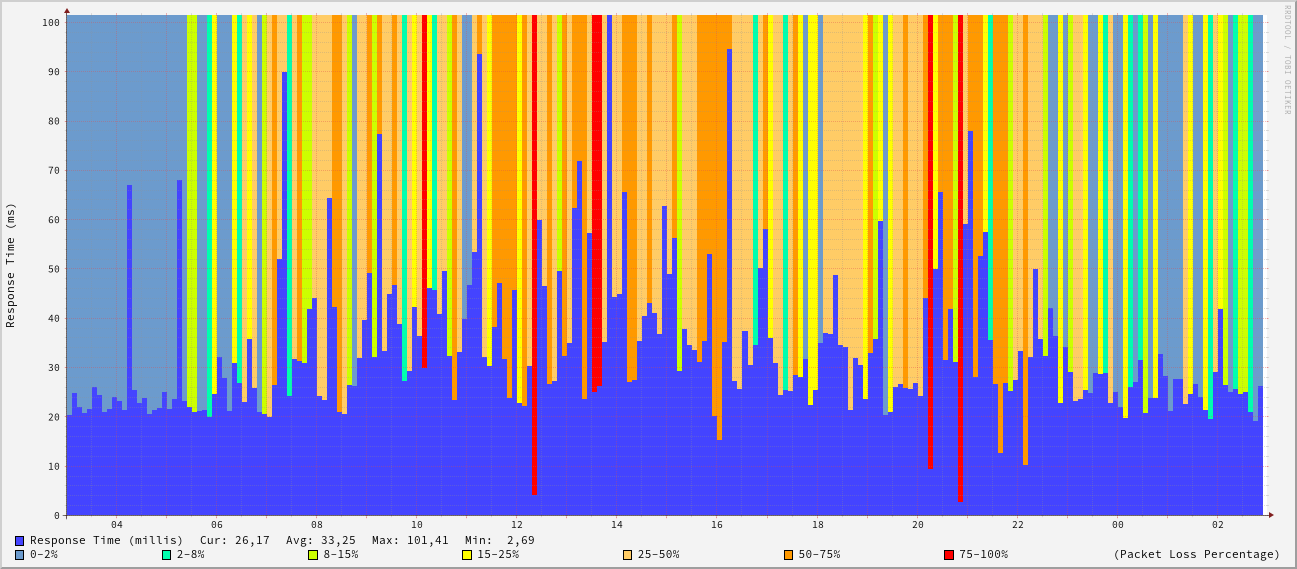 RRDTOOL / TOBI OETIKER
Response Time (ms)
100
90
80
70
60
50
40
30
20
10
0
04 06 08 10 12 14 16 18 20 22 00 02
Response Time (millis) Cur: 26,17 Avg: 33,25 Max: 101,41 Min: 2,69
0-2% 2-8% 8-15% 15-25% 25-50% 50-75% 75-100% (Packet Loss Percentage)